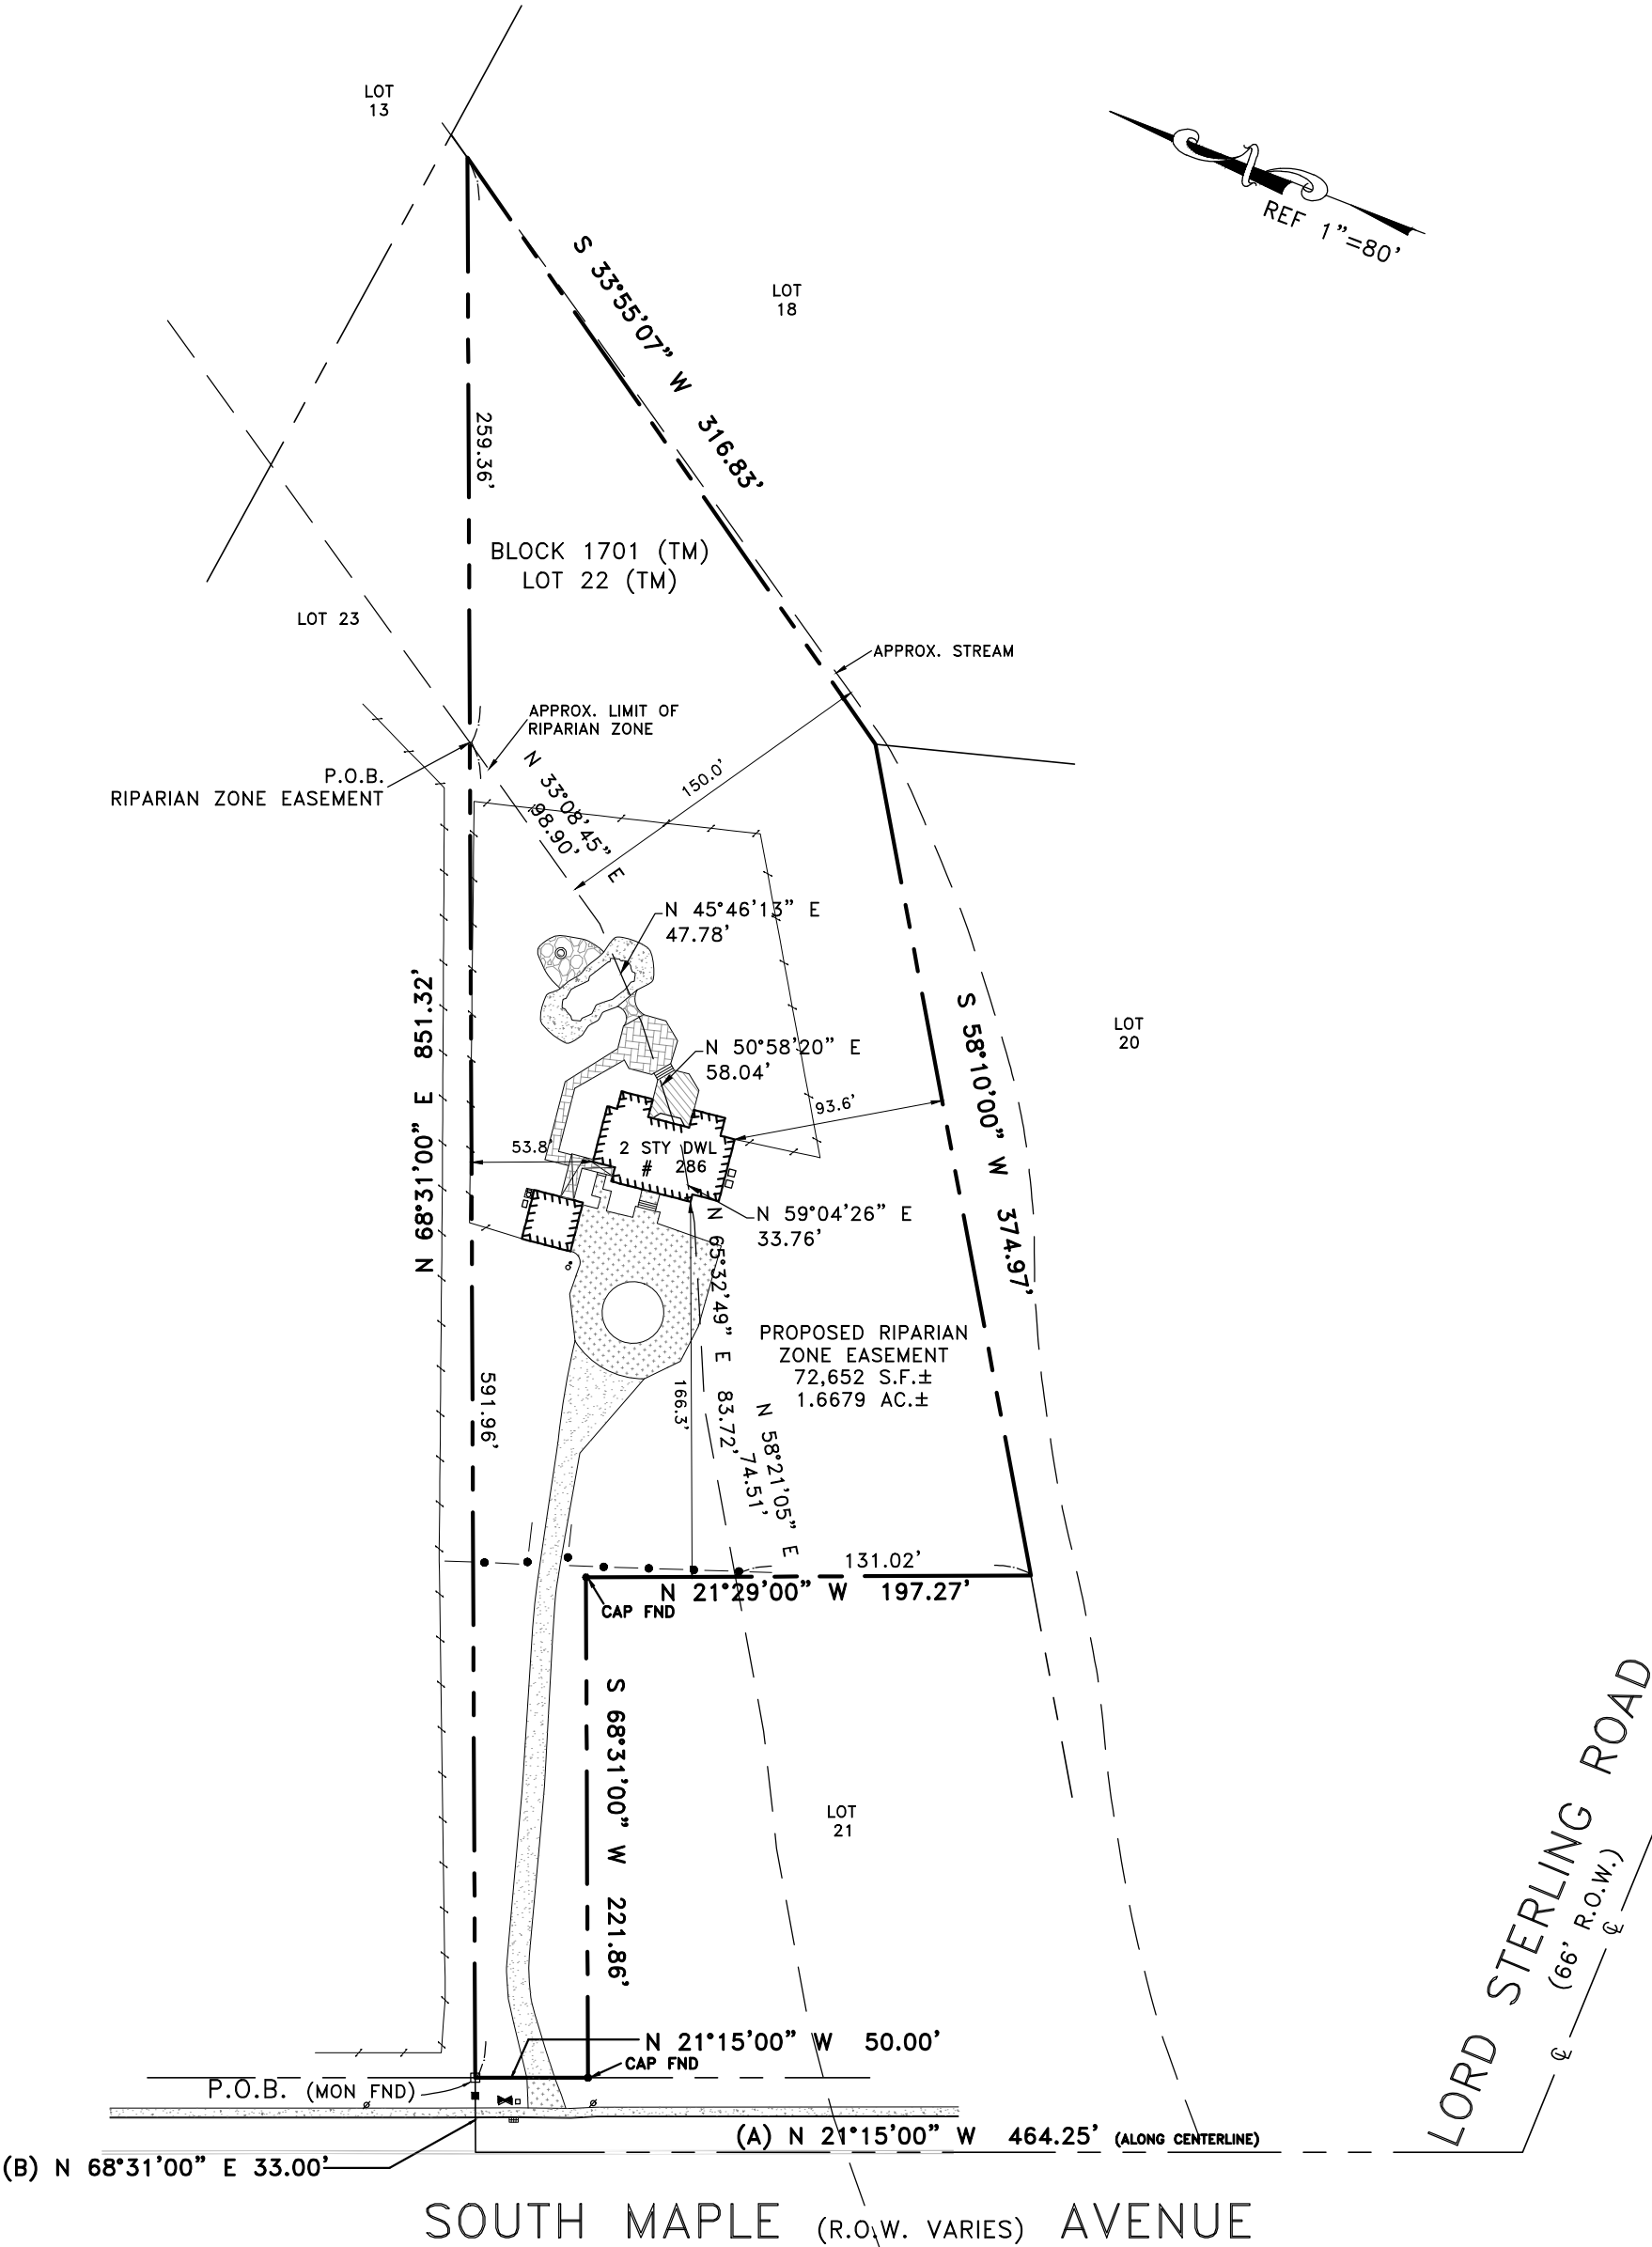 LOT
13
REF 1”=80’
S 33°55’07” W 316.83’
LOT
18
259.36’
BLOCK 1701 (TM)
LOT 22 (TM)
LOT 23
APPROX. STREAM
APPROX. LIMIT OF
RIPARIAN ZONE
P.O.B.
RIPARIAN ZONE EASEMENT
N 33°08’45” E
98.90’
150.0’
N 45°46’13” E
47.78’
N 68°31’00” E 851.32’
S 58°10’00” W 374.97’
LOT
20
N 50°58’20” E
58.04’
93.6’
53.8’
2 STY DWL
# 286
N 59°04’26” E
33.76’
N 65°32’49” E 83.72’
PROPOSED RIPARIAN
ZONE EASEMENT
72,652 S.F.±
1.6679 AC.±
591.96’
166.3’
N 58°21’05” E
74.51’
131.02’
N 21°29’00” W 197.27’
CAP FND
S 68°31’00” W 221.86’
LOT
21
LORD STERLING ROAD
(66’ R.O.W.)
℄
℄
N 21°15’00” W 50.00’
CAP FND
P.O.B. (MON FND)
(A) N 21°15’00” W 464.25’ (ALONG CENTERLINE)
(B) N 68°31’00” E 33.00’
SOUTH MAPLE (R.O.W. VARIES) AVENUE